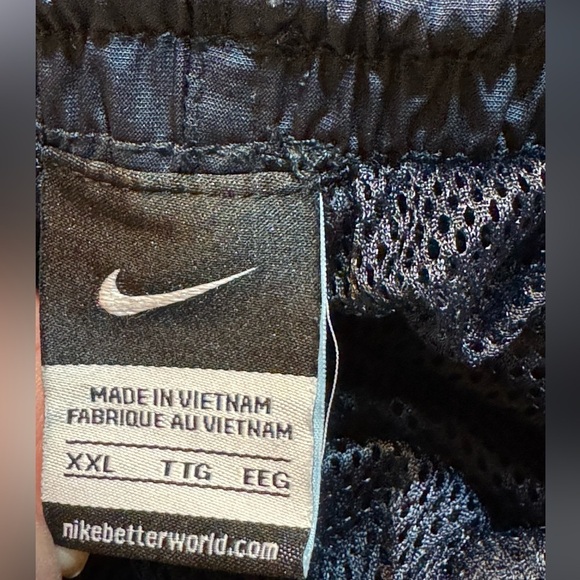 MADE IN VIETNAM
FABRIQUE AU VIETNAM
XXL TTG EEG
nikebetterworld.com